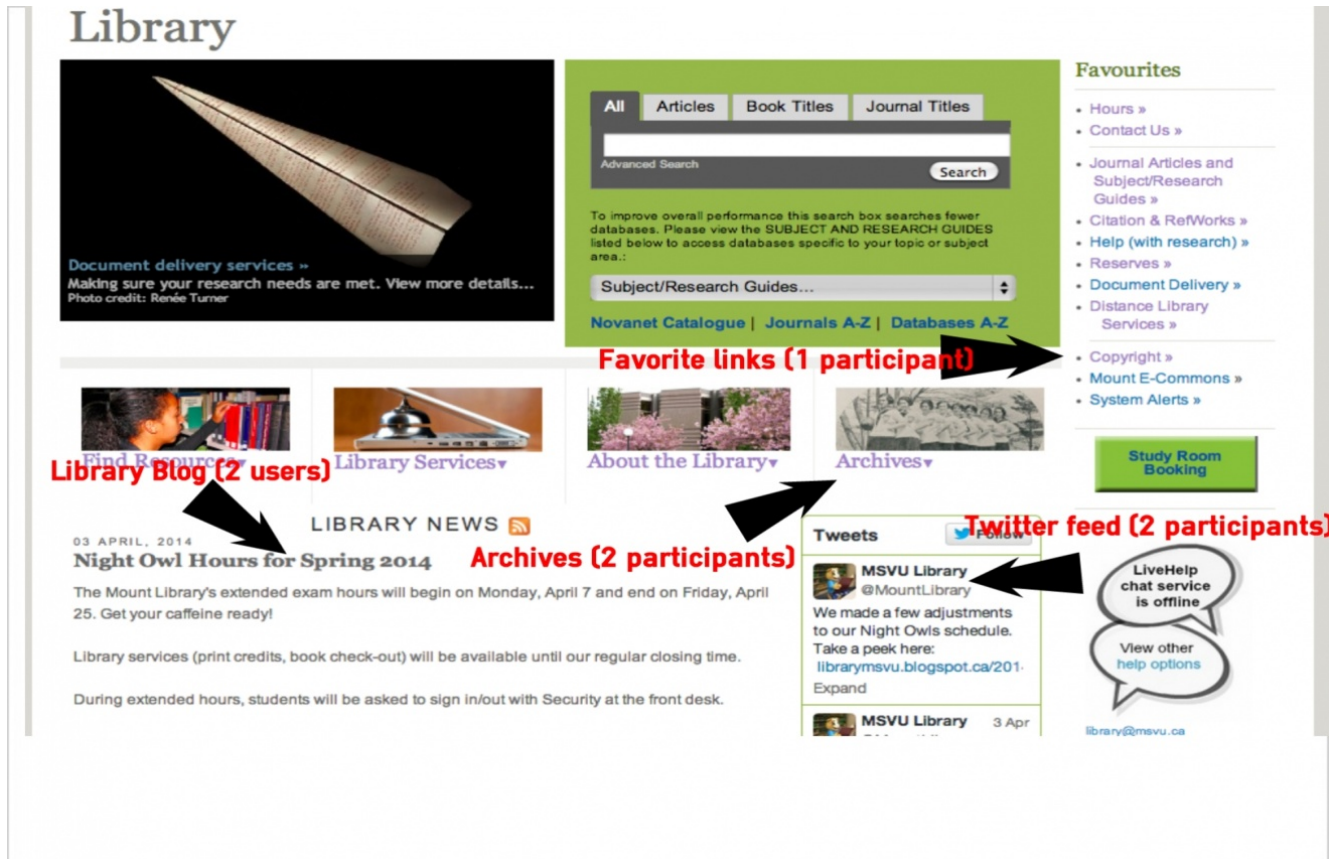 Library
Document delivery services »
Making sure your research needs are met. View more details...
Photo credit: Renée Turner
All Articles Book Titles Journal Titles
Advanced Search
Search
To improve overall performance this search box searches fewer
databases. Please view the SUBJECT AND RESEARCH GUIDES
listed below to access databases specific to your topic or subject
area.:
Subject/Research Guides...
Novanet Catalogue | Journals A-Z | Databases A-Z
Favourites
• Hours »
• Contact Us »
• Journal Articles and
Subject/Research
Guides »
• Citation & RefWorks »
• Help (with research) »
• Reserves »
• Document Delivery »
• Distance Library
Services »
• Copyright »
• Mount E-Commons »
• System Alerts »
Study Room
Booking
Favorite links (1 participant)
Find Resources▾
Library Services▾
About the Library▾
Archives▾
Library Blog (2 users)
Archives (2 participants)
Twitter feed (2 participants)
LIBRARY NEWS
03 APRIL, 2014
Night Owl Hours for Spring 2014
The Mount Library's extended exam hours will begin on Monday, April 7 and end on Friday, April
25. Get your caffeine ready!
Library services (print credits, book check-out) will be available until our regular closing time.
During extended hours, students will be asked to sign in/out with Security at the front desk.
Tweets
Follow
MSVU Library
@MountLibrary
We made a few adjustments
to our Night Owls schedule.
Take a peek here:
librarymsvu.blogspot.ca/201
Expand
MSVU Library 3 Apr
LiveHelp
chat service
is offline
View other
help options
library@msvu.ca